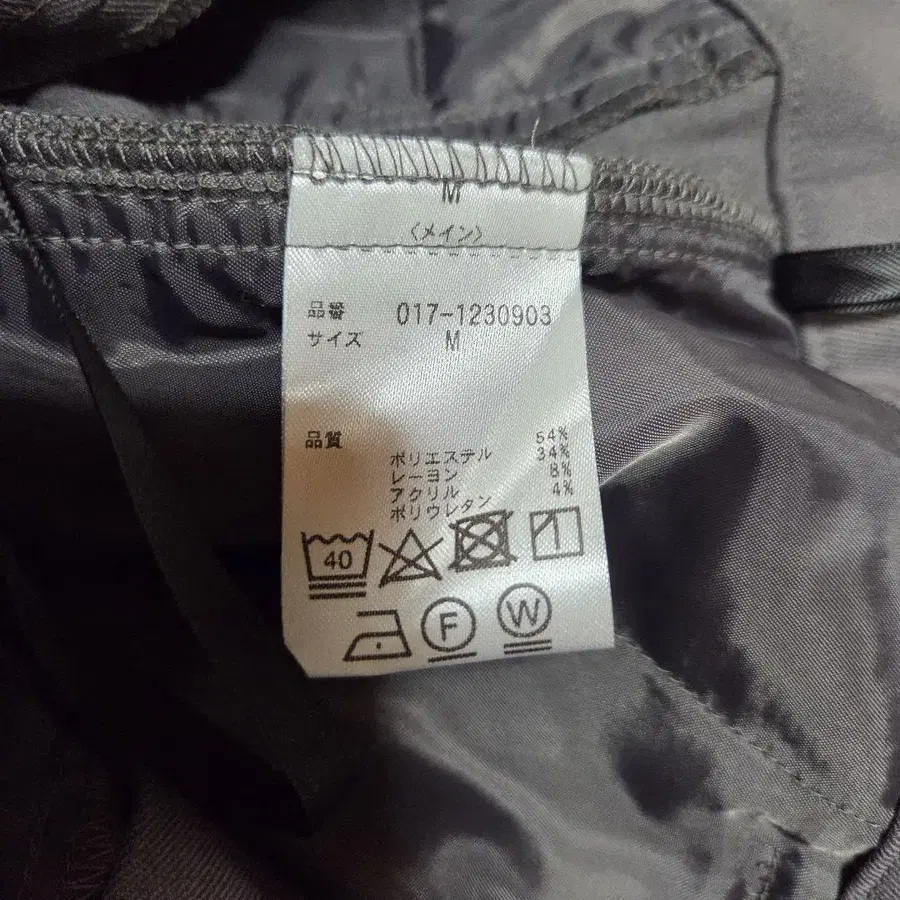 M
〈メイン〉
品番 017-1230903
サイズ M
品質
ポリエステル 54%
レーヨン 34%
アクリル 8%
ポリウレタン 4%
40
F
W